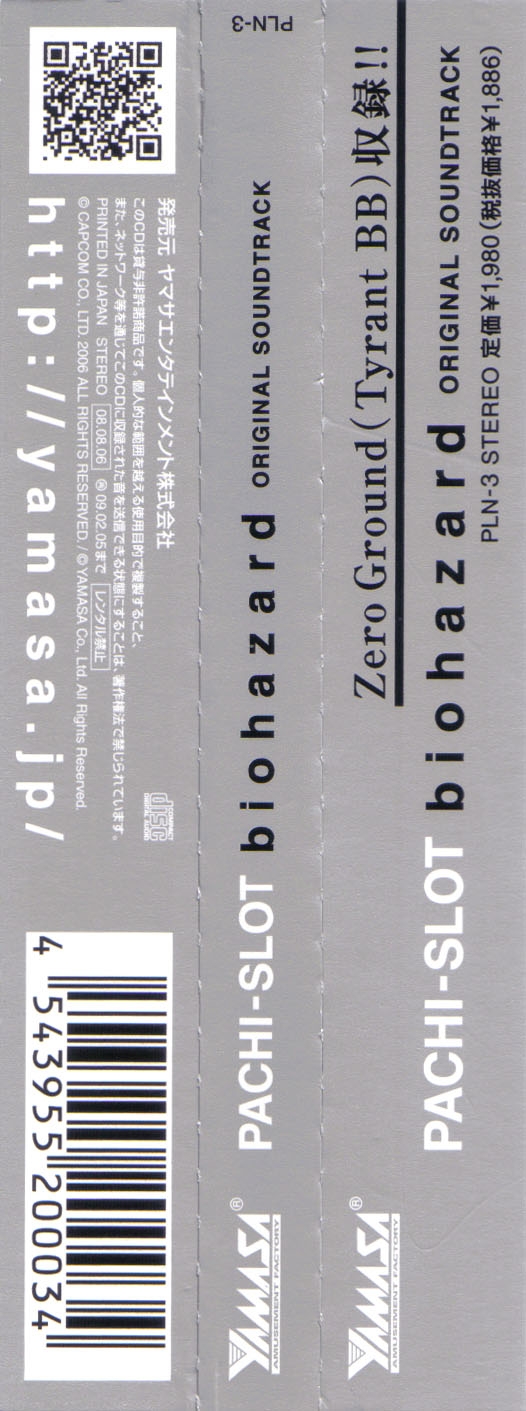 PACHI-SLOT biohazard ORIGINAL SOUNDTRACK
PLN-3 STEREO 定価¥1,980(税抜価格¥1,886)
Zero Ground(Tyrant BB)収録!!
YAMASA®
AMUSEMENT FACTORY
PACHI-SLOT biohazard ORIGINAL SOUNDTRACK
PLN-3
YAMASA®
AMUSEMENT FACTORY
発売元 ヤマサエンタテインメント株式会社
このCDは貸与非許諾商品です。個人的な範囲を越える使用目的で複製すること、
また、ネットワーク等を通じてこのCDに収録された音を送信できる状態にすることは、著作権法で禁じられています。
PRINTED IN JAPAN STEREO 08.08.06 ㊣09.02.05まで レンタル禁止
© CAPCOM CO., LTD. 2006 ALL RIGHTS RESERVED. / © YAMASA Co., Ltd. All Rights Reserved.
COMPACT
disc
DIGITAL AUDIO
http://yamasa.jp/
4 543955 200034